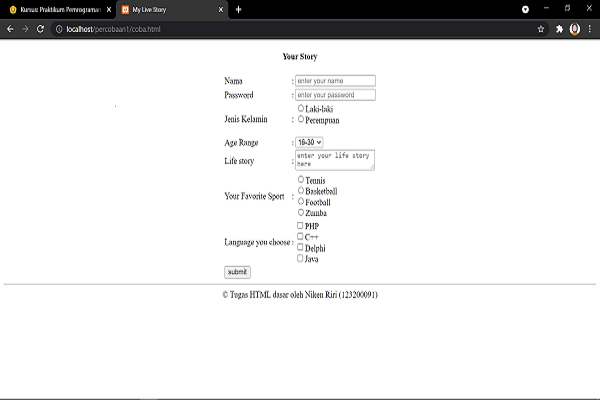 Kursus: Praktikum Pemrograman
My Live Story
localhost/percobaan1/coba.html
Your Story
Nama : enter your name
Password : enter your password
Jenis Kelamin : Laki-laki
Perempuan
Age Range : 16-30
Life story : enter your life story
here
Your Favorite Sport : Tennis
Basketball
Football
Zumba
Language you choose : PHP
C++
Delphi
Java
submit
© Tugas HTML dasar oleh Niken Riri (123200091)